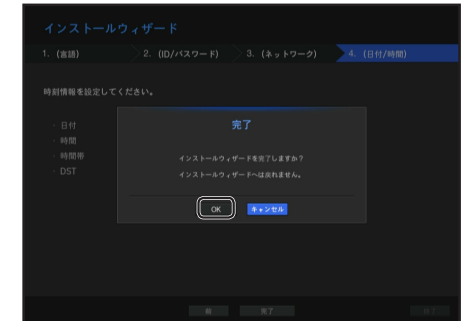 インストールウィザード
1. (言語) 2. (ID/パスワード) 3. (ネットワーク) 4. (日付/時間)
時刻情報を設定してください。
· 日付
· 時間
· 時間帯
· DST
完了
インストールウィザードを完了しますか?
インストールウィザードへは戻れません。
OK キャンセル
前 完了 終了